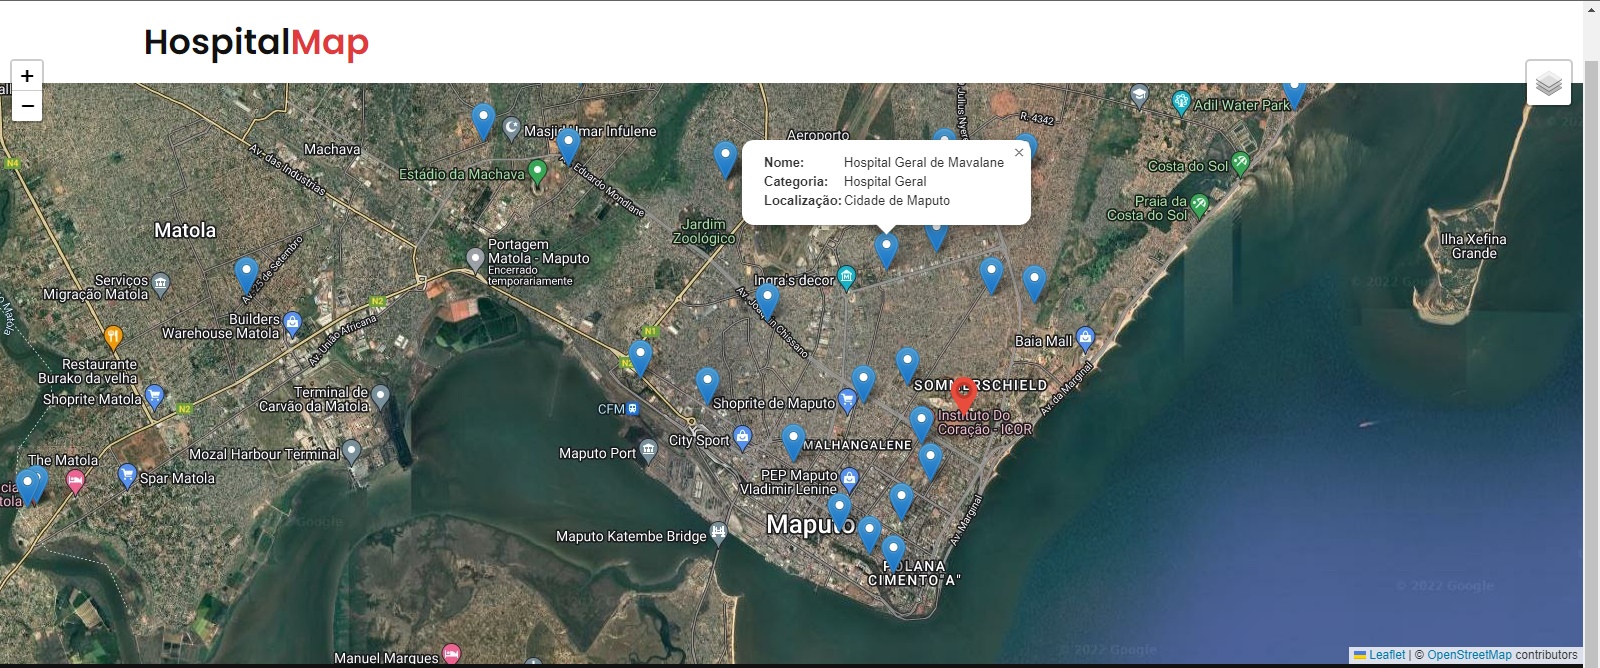 HospitalMap
+
−
Adil Water Park
R. 4342
Julius Nyer
Masjid Umar Infulene
Aeroporto
Machava
N4
Av. das Indústrias
Estádio da Machava
Av. Eduardo Mondlane
Nome: Hospital Geral de Mavalane
Categoria: Hospital Geral
Localização: Cidade de Maputo
×
Costa do Sol
Praia da
Costa do Sol
Matola
Jardim
Zoológico
Portagem
Matola - Maputo
Encerrado
temporariamente
Ilha Xefina
Grande
Av. 25 de Setembro
Serviços
Migração Matola
Ingra's decor
N2
Builders
Warehouse Matola
Av. União Africana
N1
Baia Mall
Restaurante
Burako da velha
Shoprite Matola
N2
Terminal de
Carvão da Matola
CFM
Shoprite de Maputo
SOMMERSCHIELD
Av. da Marginal
Instituto Do
Coração - ICOR
City Sport
MALHANGALENE
Mozal Harbour Terminal
Maputo Port
The Matola
Spar Matola
PEP Maputo
Vladimir Lenine
Maputo
Av. Marginal
Maputo Katembe Bridge
POLANA
CIMENTO "A"
© 2022 Google
© 2022 Google
Manuel Marques
Leaflet | © OpenStreetMap contributors